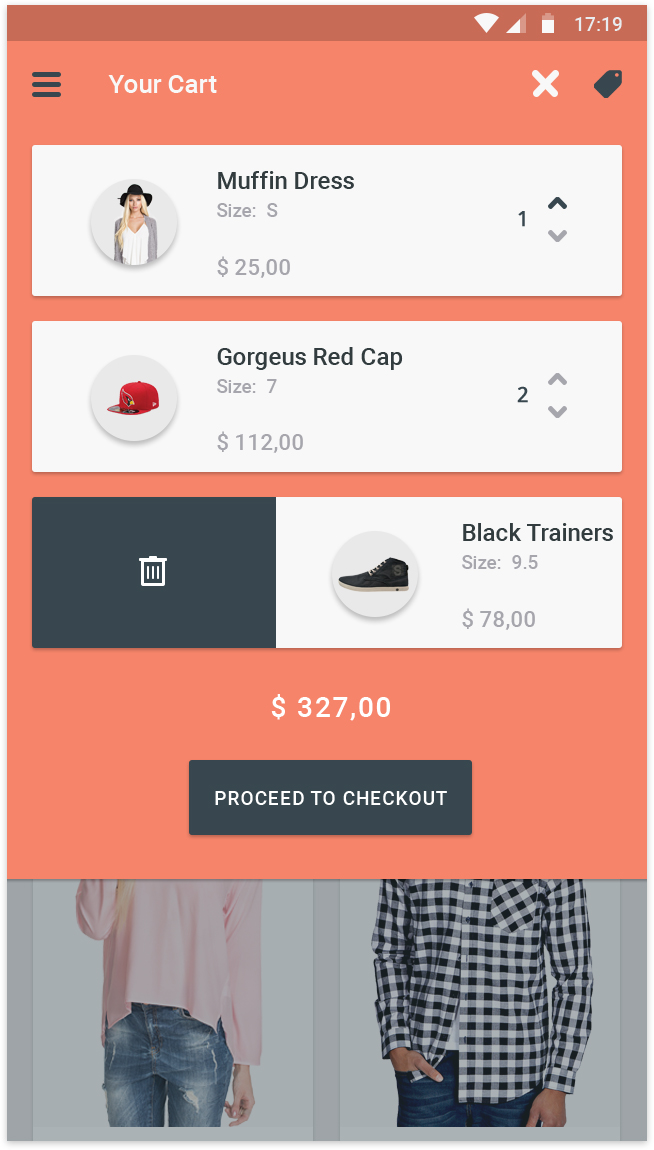 17:19
Your Cart
Muffin Dress
Size: S
1
$ 25,00
Gorgeus Red Cap
Size: 7
2
$ 112,00
Black Trainers
Size: 9.5
$ 78,00
$ 327,00
PROCEED TO CHECKOUT